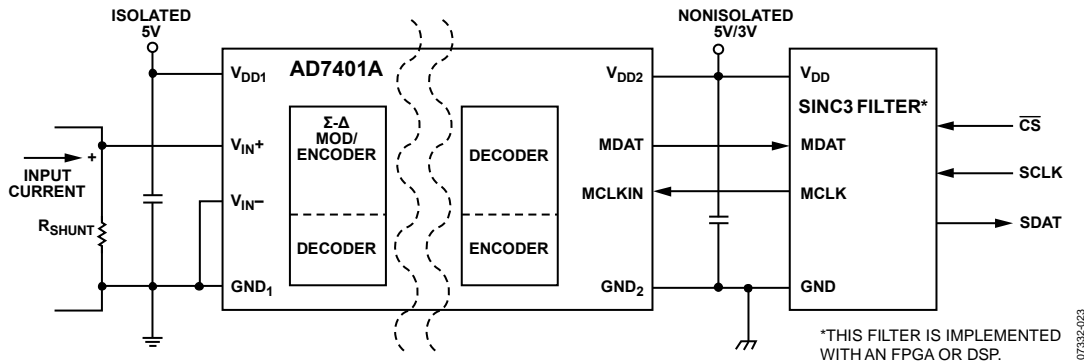 ISOLATED
5V
NONISOLATED
5V/3V
AD7401A
VDD1
VIN+
VIN−
GND1
Σ-Δ
MOD/
ENCODER
DECODER
DECODER
ENCODER
VDD2
MDAT
MCLKIN
GND2
VDD
SINC3 FILTER*
MDAT
MCLK
GND
CS
SCLK
SDAT
+
INPUT
CURRENT
RSHUNT
*THIS FILTER IS IMPLEMENTED
WITH AN FPGA OR DSP.
07332-023